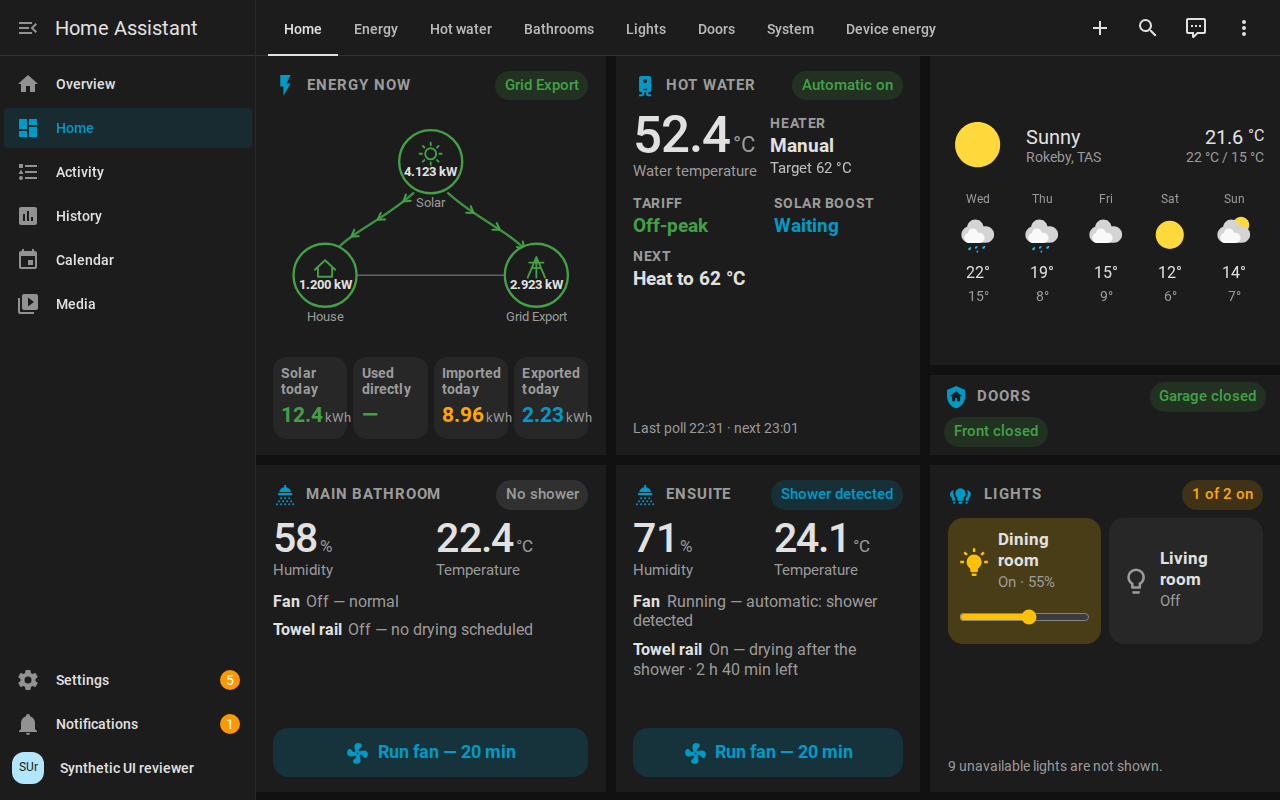 Home Assistant
Overview
Home
Activity
History
Calendar
Media
Settings
5
Notifications
1
SUr
Synthetic UI reviewer
Home
Energy
Hot water
Bathrooms
Lights
Doors
System
Device energy
ENERGY NOW
Grid Export
4.123 kW
Solar
1.200 kW
House
2.923 kW
Grid Export
Solar
today
12.4 kWh
Used
directly
—
Imported
today
8.96 kWh
Exported
today
2.23 kWh
HOT WATER
Automatic on
52.4 °C
Water temperature
HEATER
Manual
Target 62 °C
TARIFF
Off-peak
SOLAR BOOST
Waiting
NEXT
Heat to 62 °C
Last poll 22:31 · next 23:01
Sunny
Rokeby, TAS
21.6 °C
22 °C / 15 °C
Wed
Thu
Fri
Sat
Sun
22°
19°
15°
12°
14°
15°
8°
9°
6°
7°
DOORS
Garage closed
Front closed
MAIN BATHROOM
No shower
58 %
Humidity
22.4 °C
Temperature
Fan Off — normal
Towel rail Off — no drying scheduled
Run fan — 20 min
ENSUITE
Shower detected
71 %
Humidity
24.1 °C
Temperature
Fan Running — automatic: shower
detected
Towel rail On — drying after the
shower · 2 h 40 min left
Run fan — 20 min
LIGHTS
1 of 2 on
Dining
room
On · 55%
Living
room
Off
9 unavailable lights are not shown.